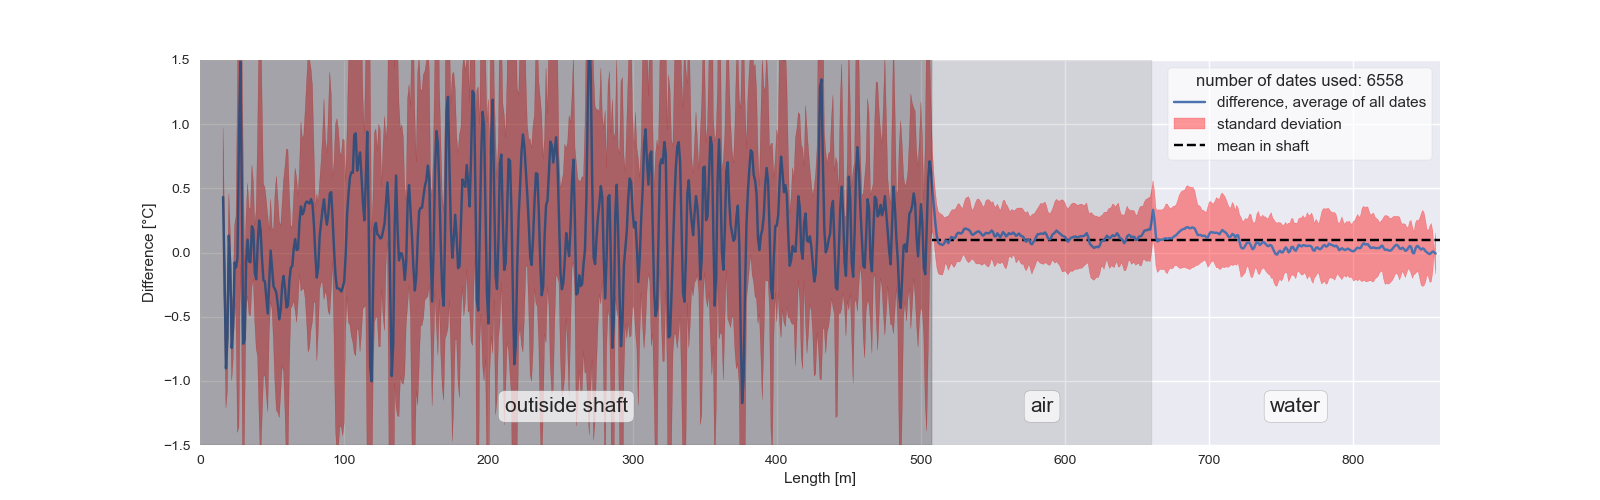 number of dates used: 6558
difference, average of all dates
standard deviation
mean in shaft
Difference [°C]
1.5
1.0
0.5
0.0
−0.5
−1.0
−1.5
outiside shaft
air
water
0 100 200 300 400 500 600 700 800
Length [m]